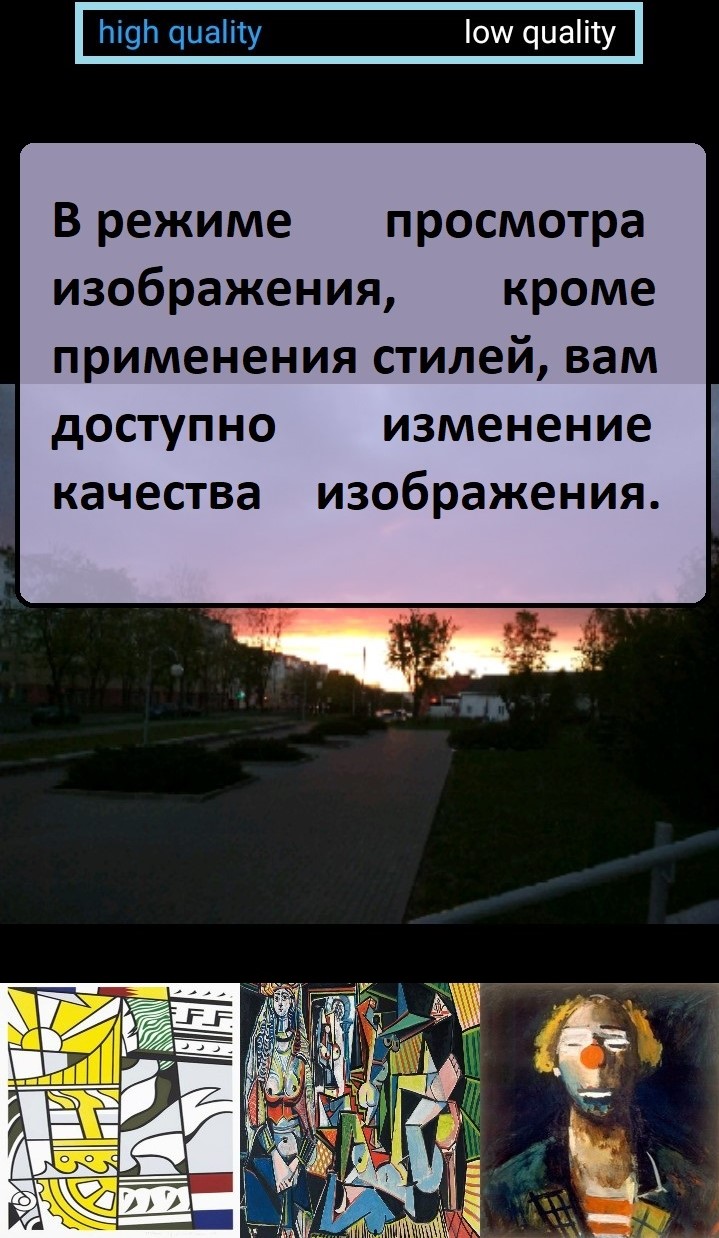 high quality low quality
В режиме просмотра
изображения, кроме
применения стилей, вам
доступно изменение
качества изображения.